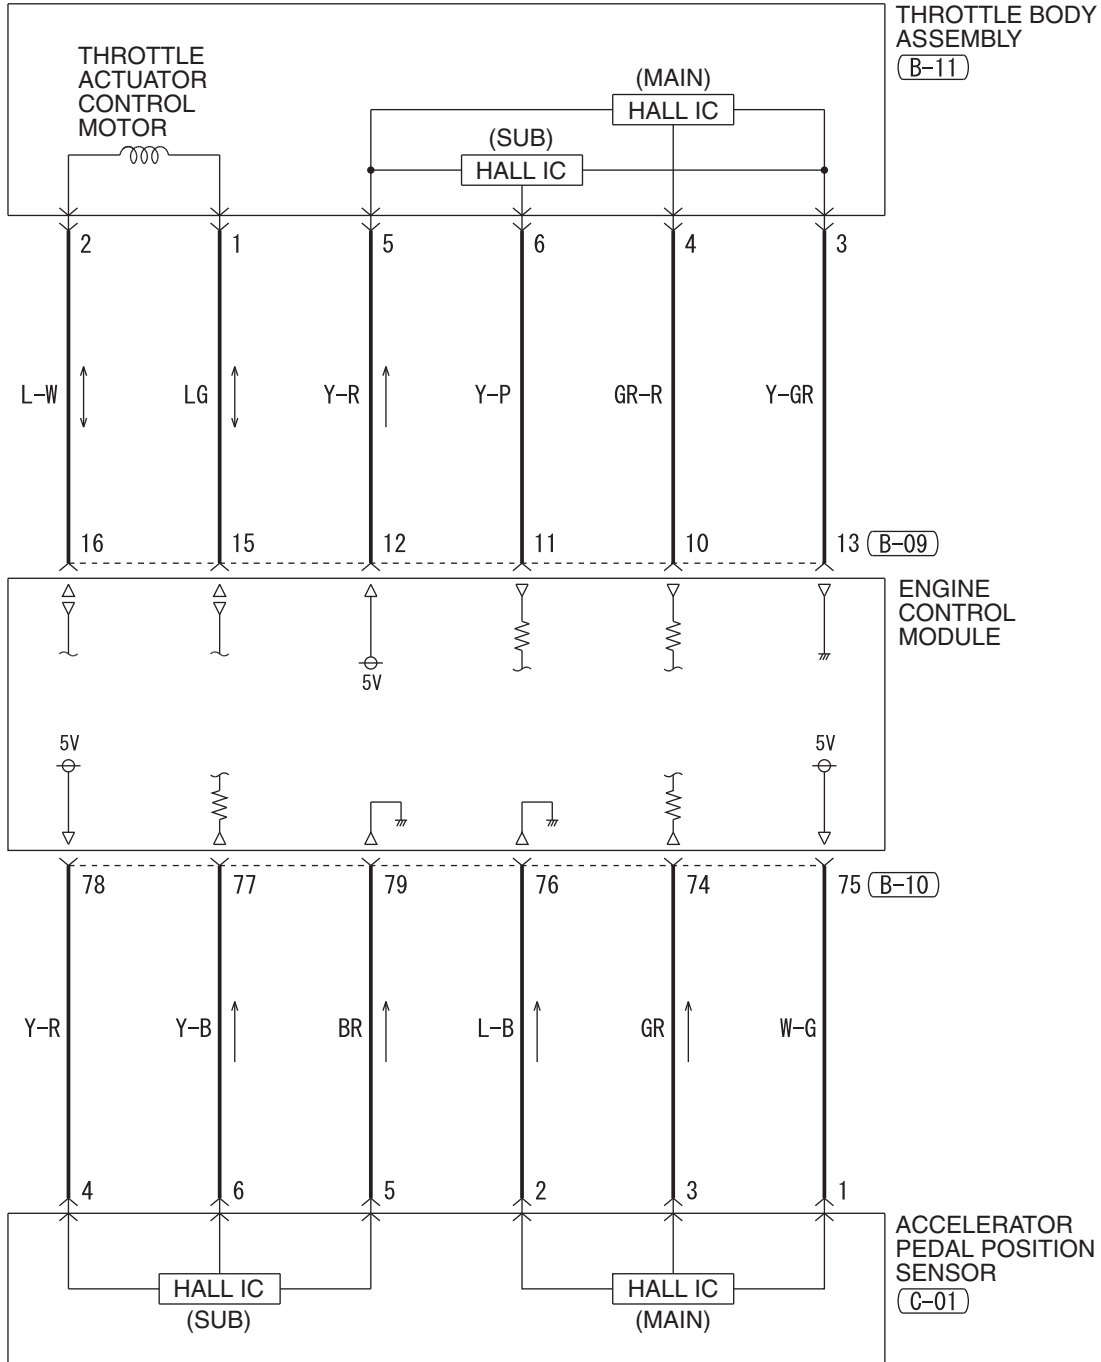 THROTTLE BODY
ASSEMBLY
B-11
THROTTLE
ACTUATOR
CONTROL
MOTOR
(MAIN)
HALL IC
(SUB)
HALL IC
2 1 5 6 4 3
L-W LG Y-R Y-P GR-R Y-GR
16 15 12 11 10 13 B-09
ENGINE
CONTROL
MODULE
5V
5V 5V
78 77 79 76 74 75 B-10
Y-R Y-B BR L-B GR W-G
4 6 5 2 3 1
ACCELERATOR
PEDAL POSITION
SENSOR
C-01
HALL IC
(SUB)
HALL IC
(MAIN)